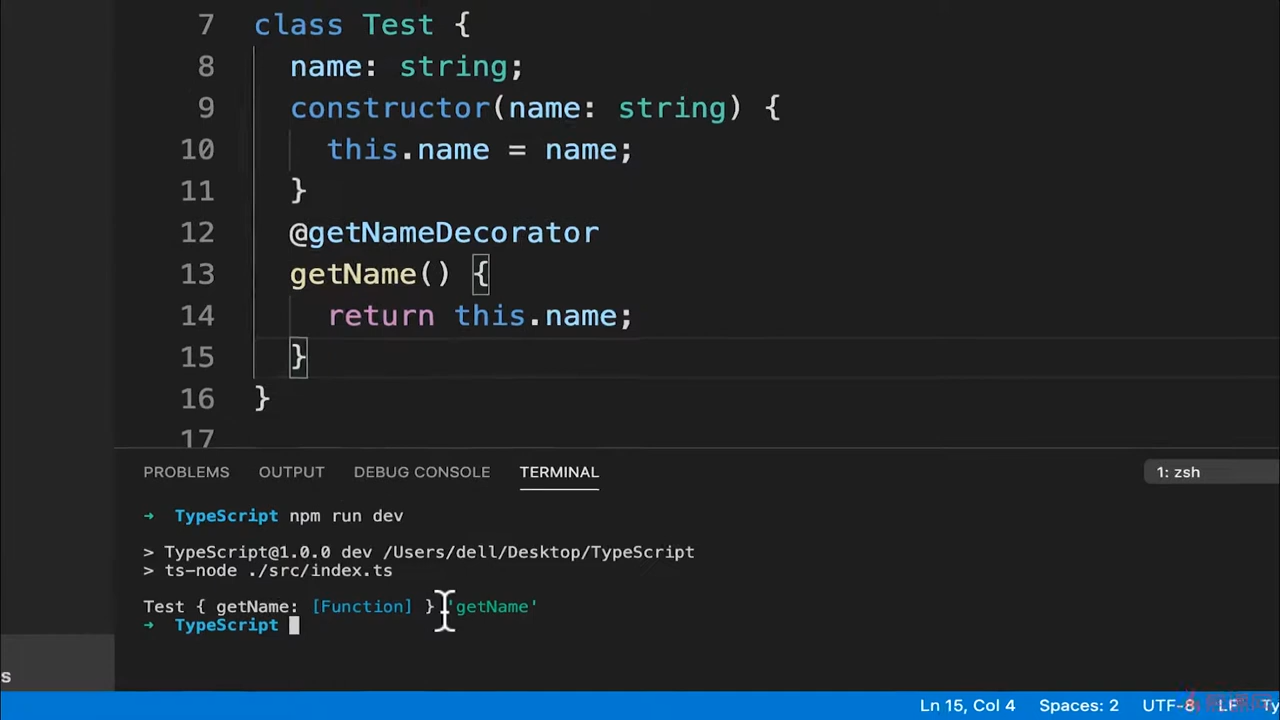 7 class Test {
8 name: string;
9 constructor(name: string) {
10 this.name = name;
11 }
12 @getNameDecorator
13 getName() {
14 return this.name;
15 }
16 }
17
PROBLEMS OUTPUT DEBUG CONSOLE TERMINAL 1: zsh
➜ TypeScript npm run dev
> TypeScript@1.0.0 dev /Users/dell/Desktop/TypeScript
> ts-node ./src/index.ts
Test { getName: [Function] } 'getName'
➜ TypeScript
s
Ln 15, Col 4 Spaces: 2 UTF-8 LF Ty